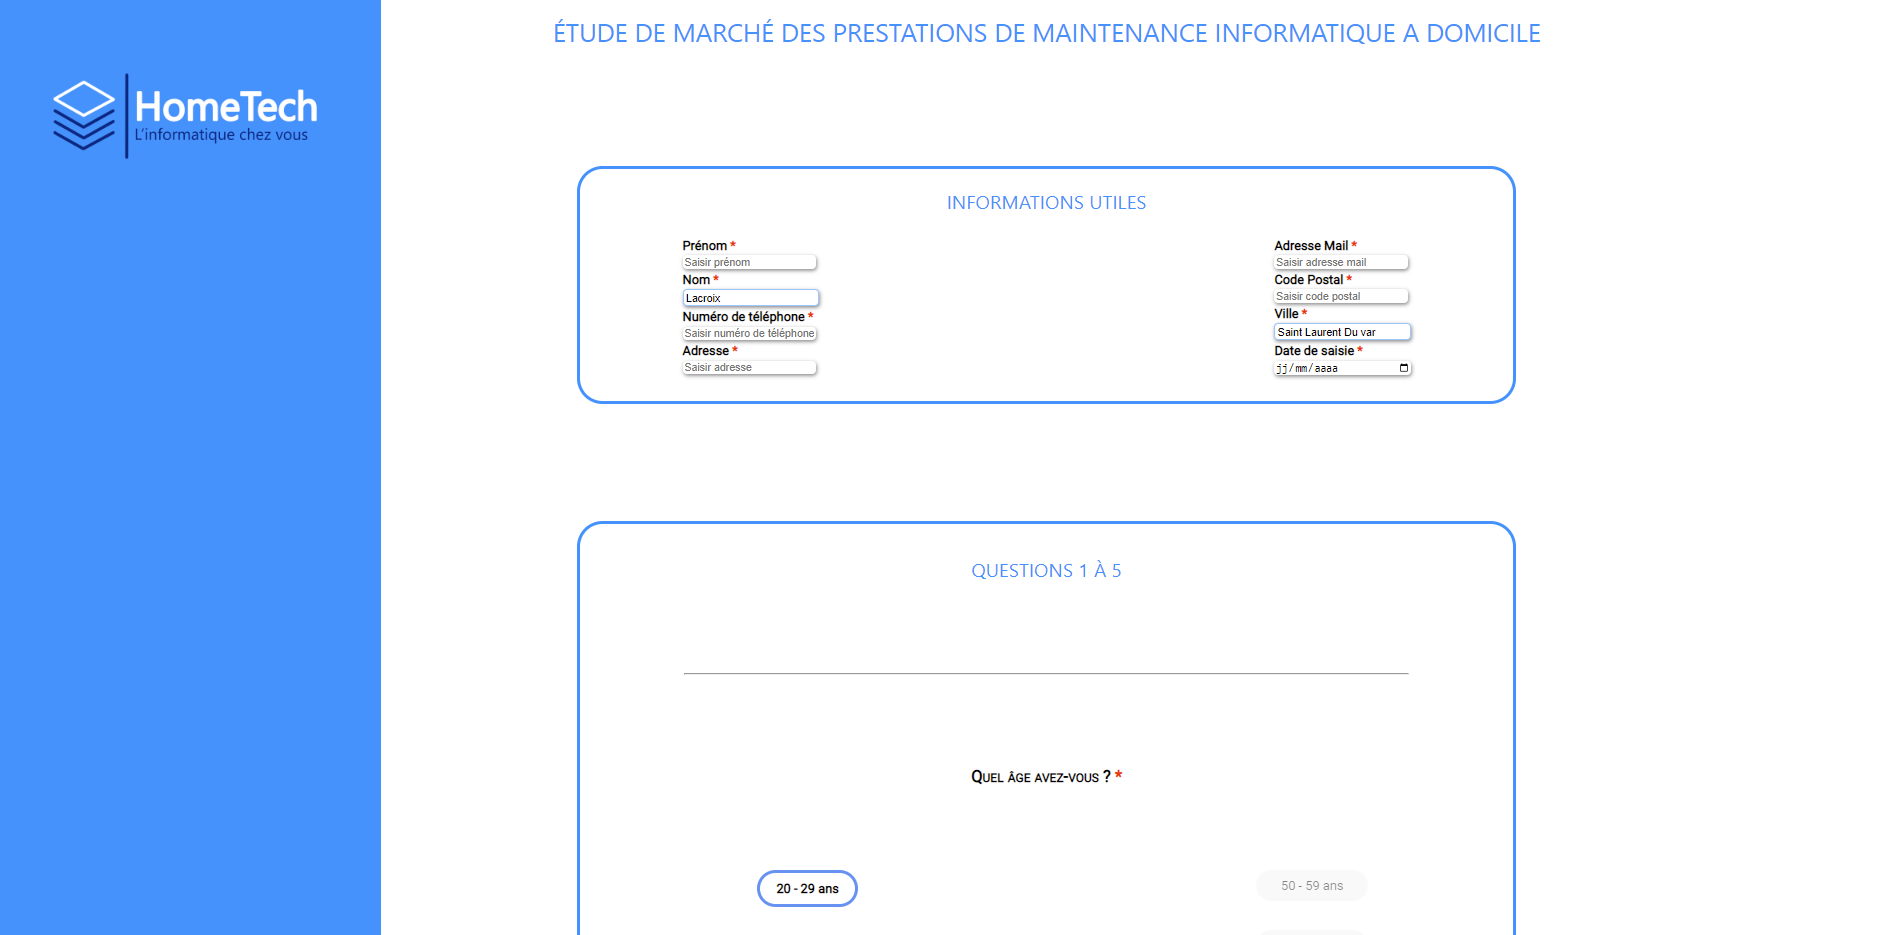 ÉTUDE DE MARCHÉ DES PRESTATIONS DE MAINTENANCE INFORMATIQUE A DOMICILE
HomeTech
L'informatique chez vous
INFORMATIONS UTILES
Prénom *
Saisir prénom
Nom *
Lacroix
Numéro de téléphone *
Saisir numéro de téléphone
Adresse *
Saisir adresse
Adresse Mail *
Saisir adresse mail
Code Postal *
Saisir code postal
Ville *
Saint Laurent Du var
Date de saisie *
jj/mm/aaaa
QUESTIONS 1 À 5
Quel âge avez-vous ? *
20 - 29 ans
50 - 59 ans